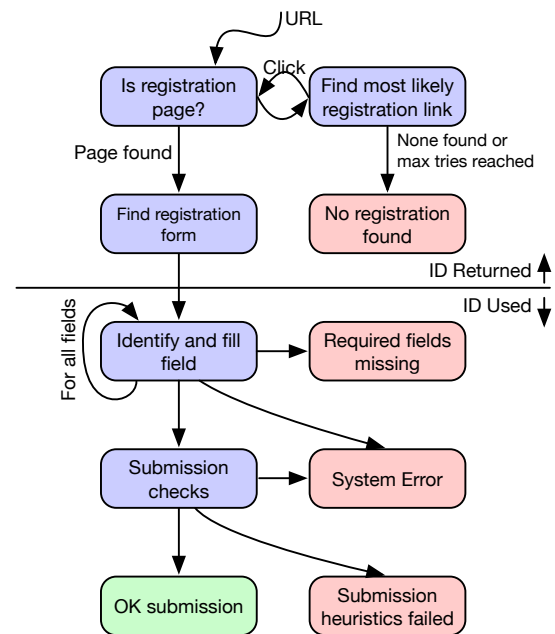 URL
Click
Is registration
page?
Find most likely
registration link
Page found
None found or
max tries reached
Find registration
form
No registration
found
ID Returned
ID Used
For all fields
Identify and fill
field
Required fields
missing
Submission
checks
System Error
OK submission
Submission
heuristics failed